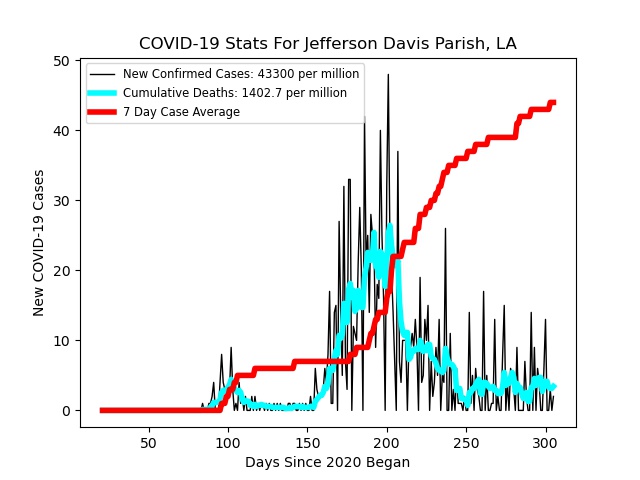 COVID-19 Stats For Jefferson Davis Parish, LA
New Confirmed Cases: 43300 per million
Cumulative Deaths: 1402.7 per million
7 Day Case Average
New COVID-19 Cases
50
40
30
20
10
0
50 100 150 200 250 300
Days Since 2020 Began